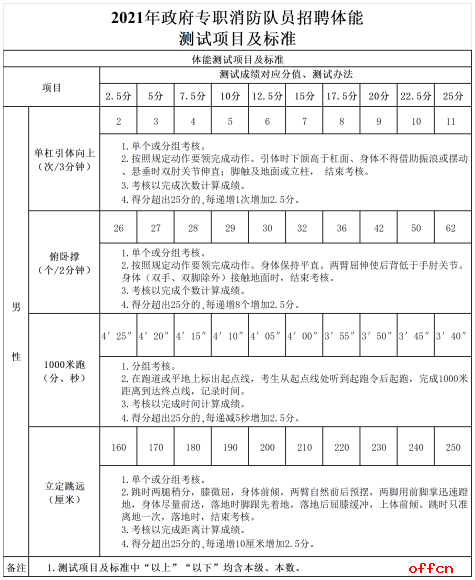 2021年政府专职消防队员招聘体能
测试项目及标准
体能测试项目及标准
项目
测试成绩对应分值、测试办法
2.5分 5分 7.5分 10分 12.5分 15分 17.5分 20分 22.5分 25分
男性
单杠引体向上
（次/3分钟）
2 3 4 5 6 7 8 9 10 11
1.单个或分组考核。
2.按照规定动作要领完成动作。引体时下颌高于杠面、身体不得借助振浪或摆动
、悬垂时双肘关节伸直；脚触及地面或立柱， 结束考核。
3.考核以完成次数计算成绩。
4.得分超出25分的,每递增1次增加2.5分。
俯卧撑
（个/2分钟）
26 27 28 29 30 32 36 42 50 62
1.单个或分组考核。
2.按照规定动作要领完成动作。身体保持平直。两臂屈伸使后背低于手肘关节。
身体（双手、双脚除外）接触地面时，结束考核。
3.考核以完成个数计算成绩。
4.得分超出25分的,每递增8个增加2.5分。
1000米跑
（分、秒）
4′25″ 4′20″ 4′15″ 4′10″ 4′05″ 4′00″ 3′55″ 3′50″ 3′45″ 3′40″
1.分组考核。
2.在跑道或平地上标出起点线，考生从起点线处听到起跑令后起跑，完成1000米
距离到达终点线，记录时间。
3.考核以完成时间计算成绩。
4.得分超出25分的,每递减5秒增加2.5分。
立定跳远
（厘米）
160 170 180 190 200 210 220 230 240 250
1.单个或分组考核。
2.跳时两腿稍分，膝微屈，身体前倾，两臂自然前后预摆，两脚用前脚掌迅速蹬
地，身体尽量前送，落地时脚跟先着地，落地后屈膝缓冲，上体前倾。跳时只准
离地一次，落地时，结束考核。
3.考核以完成距离计算成绩。
4.得分超出25分的,每递增10厘米增加2.5分。
备注
1.测试项目及标准中“以上”“以下”均含本级、本数。
offcn